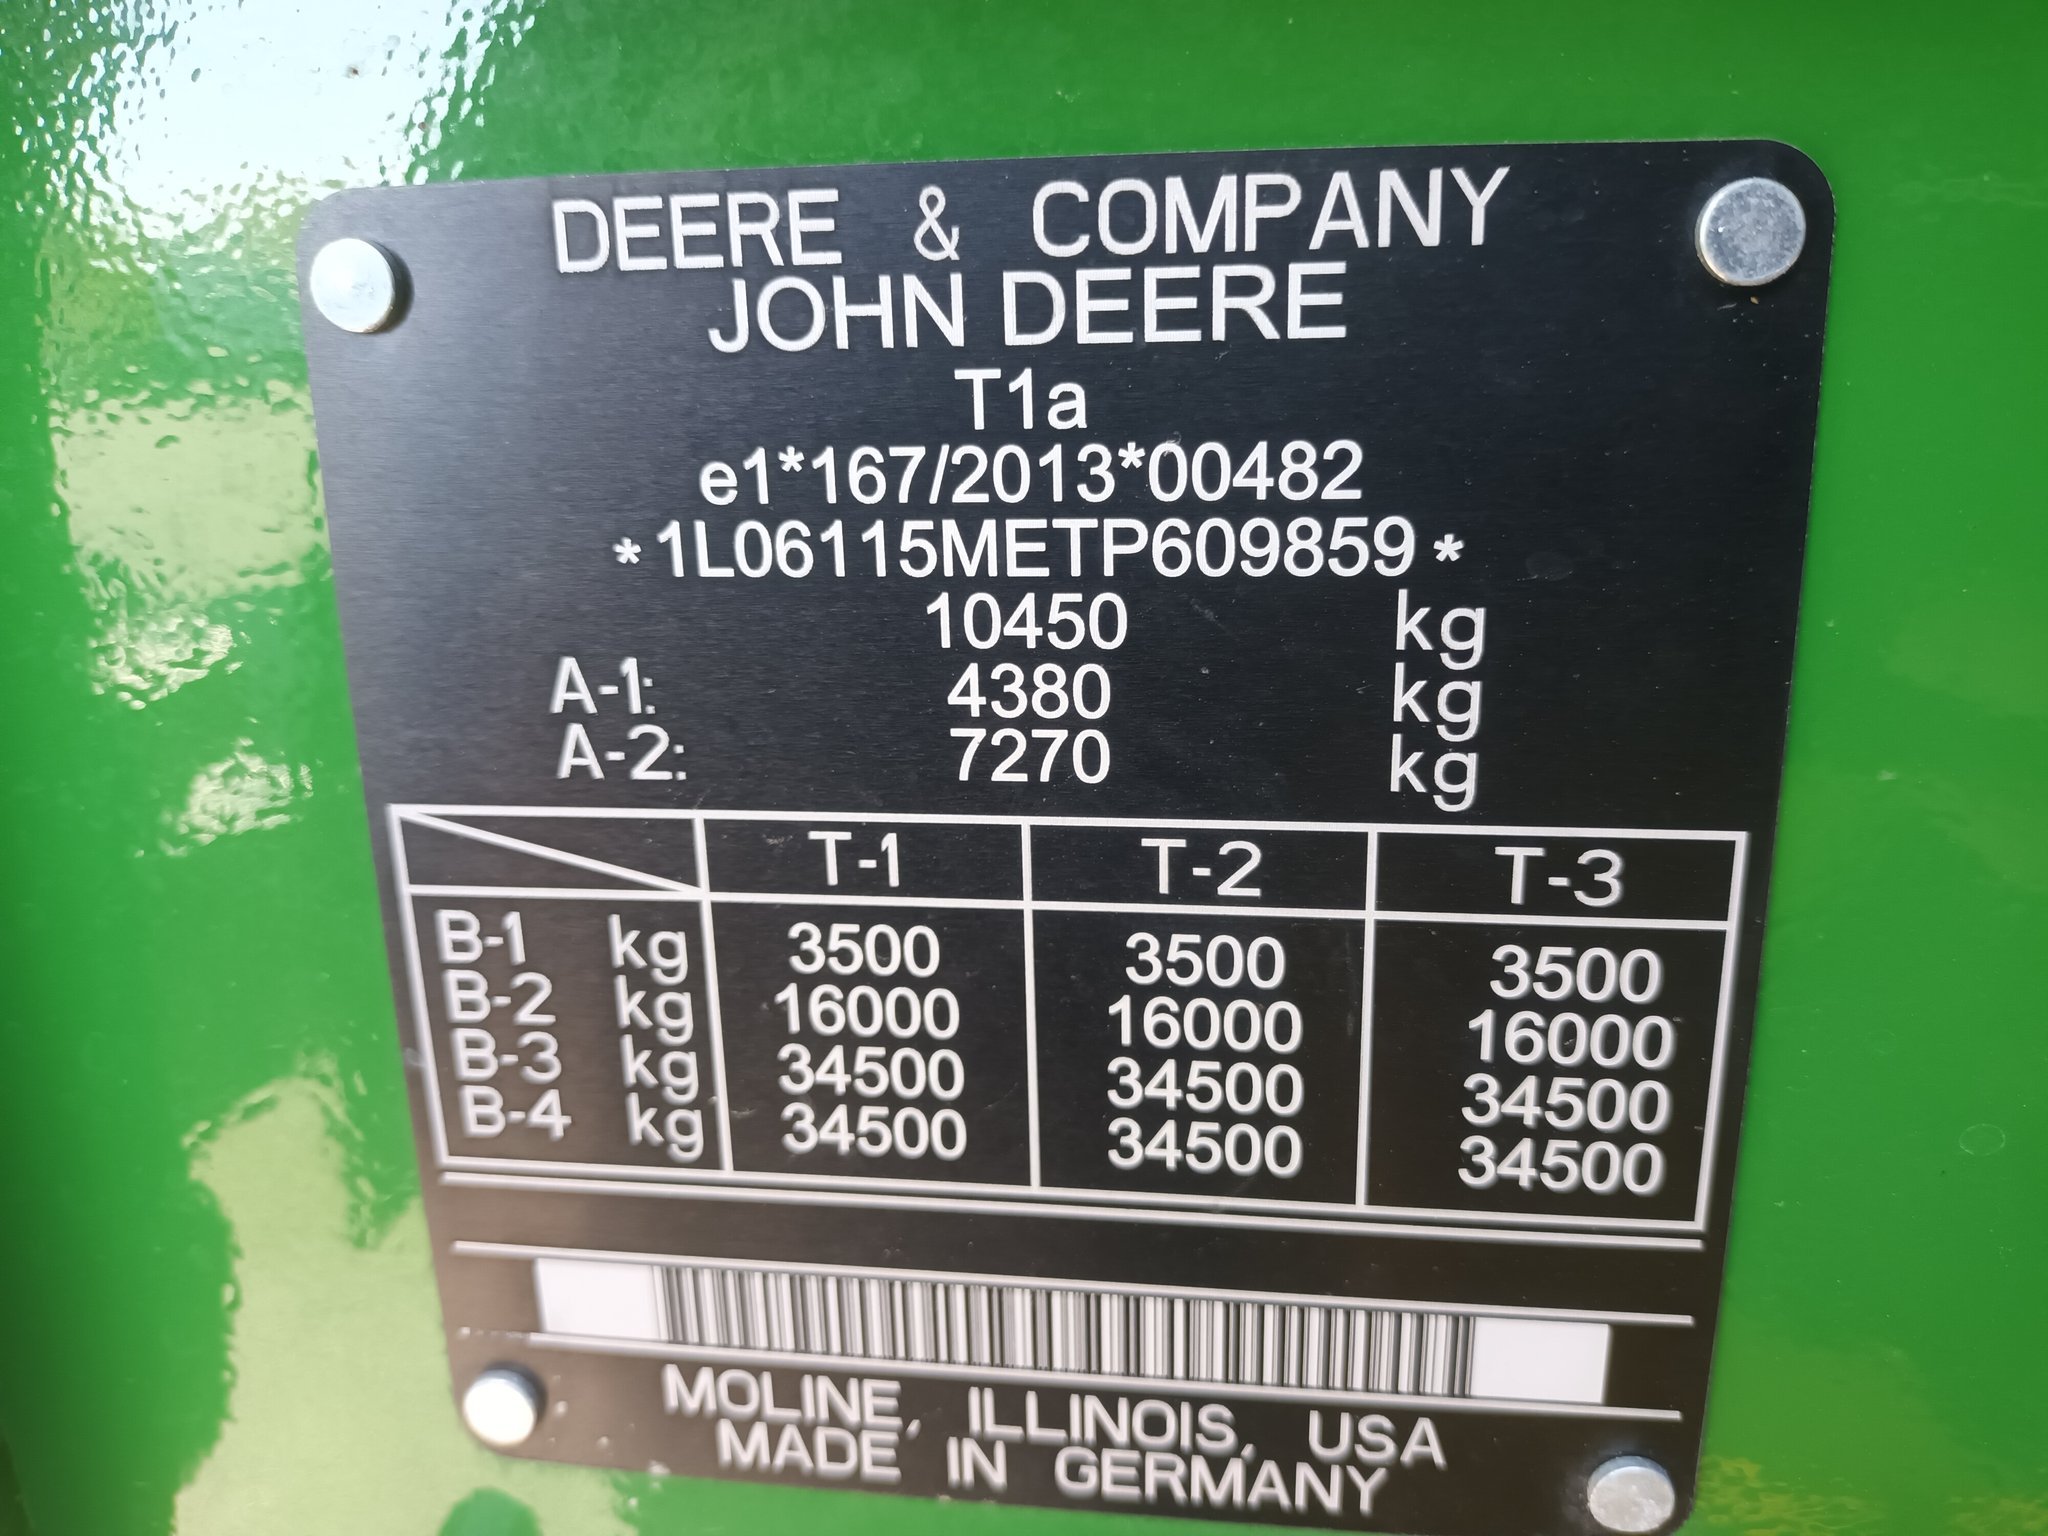 DEERE & COMPANY
JOHN DEERE
T1a
e1*167/2013*00482
*1L06115METP609859*
10450 kg
A-1: 4380 kg
A-2: 7270 kg
T-1 T-2 T-3
B-1 kg 3500 3500 3500
B-2 kg 16000 16000 16000
B-3 kg 34500 34500 34500
B-4 kg 34500 34500 34500
MOLINE, ILLINOIS, USA
MADE IN GERMANY